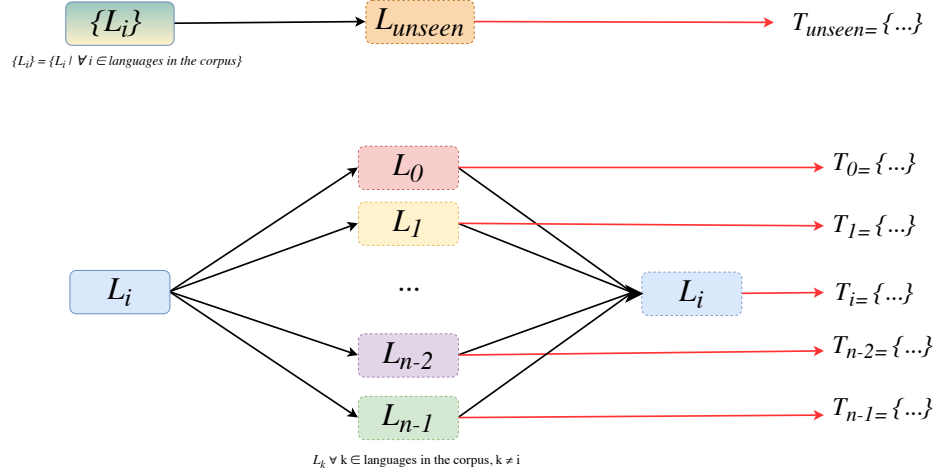 {L_i}
L_unseen
T_unseen= {...}
{L_i} = {L_i | ∀ i ∈ languages in the corpus}
L_0
T_0= {...}
L_1
T_1= {...}
L_i
...
L_i
T_i= {...}
L_n-2
T_n-2= {...}
L_n-1
T_n-1= {...}
L_k ∀ k ∈ languages in the corpus, k ≠ i